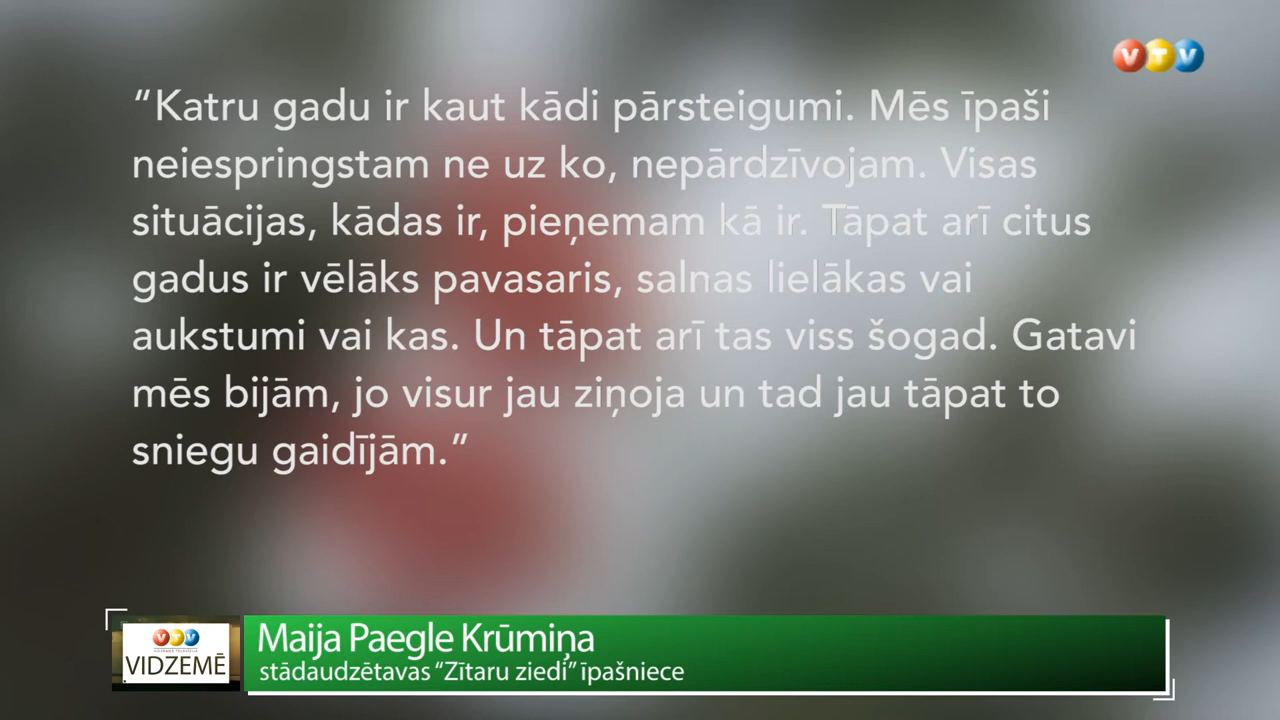 VTV
“Katru gadu ir kaut kādi pārsteigumi. Mēs īpaši
neiespringstam ne uz ko, nepārdzīvojam. Visas
situācijas, kādas ir, pieņemam kā ir. Tāpat arī citus
gadus ir vēlāks pavasaris, salnas lielākas vai
aukstumi vai kas. Un tāpat arī tas viss šogad. Gatavi
mēs bijām, jo visur jau ziņoja un tad jau tāpat to
sniegu gaidījām.”
VTV
VIDZEMĒ
Maija Paegle Krūmiņa
stādaudzētavas “Zītaru ziedi” īpašniece